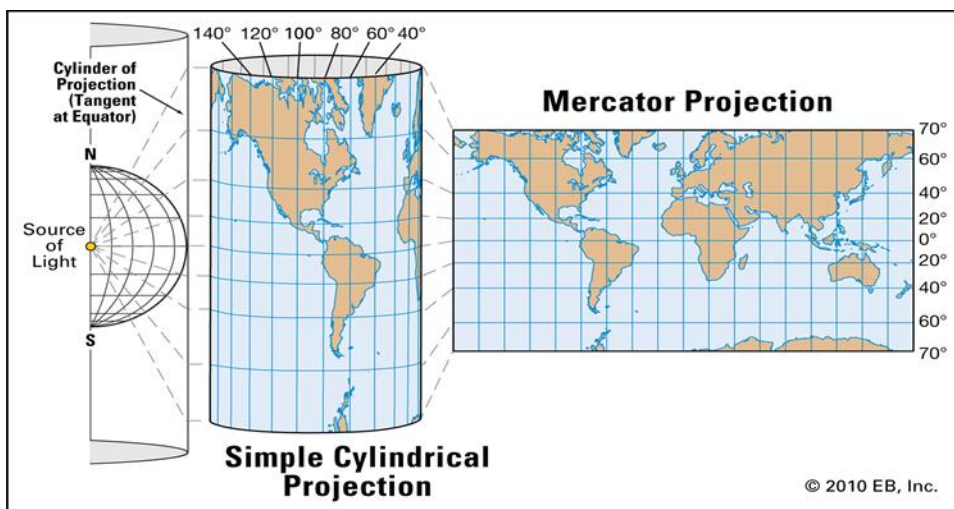 140° 120° 100° 80° 60° 40°
Cylinder of
Projection
(Tangent
at Equator)
N
Source
of
Light
S
Simple Cylindrical
Projection
Mercator Projection
70°
60°
40°
20°
0°
20°
40°
60°
70°
© 2010 EB, Inc.